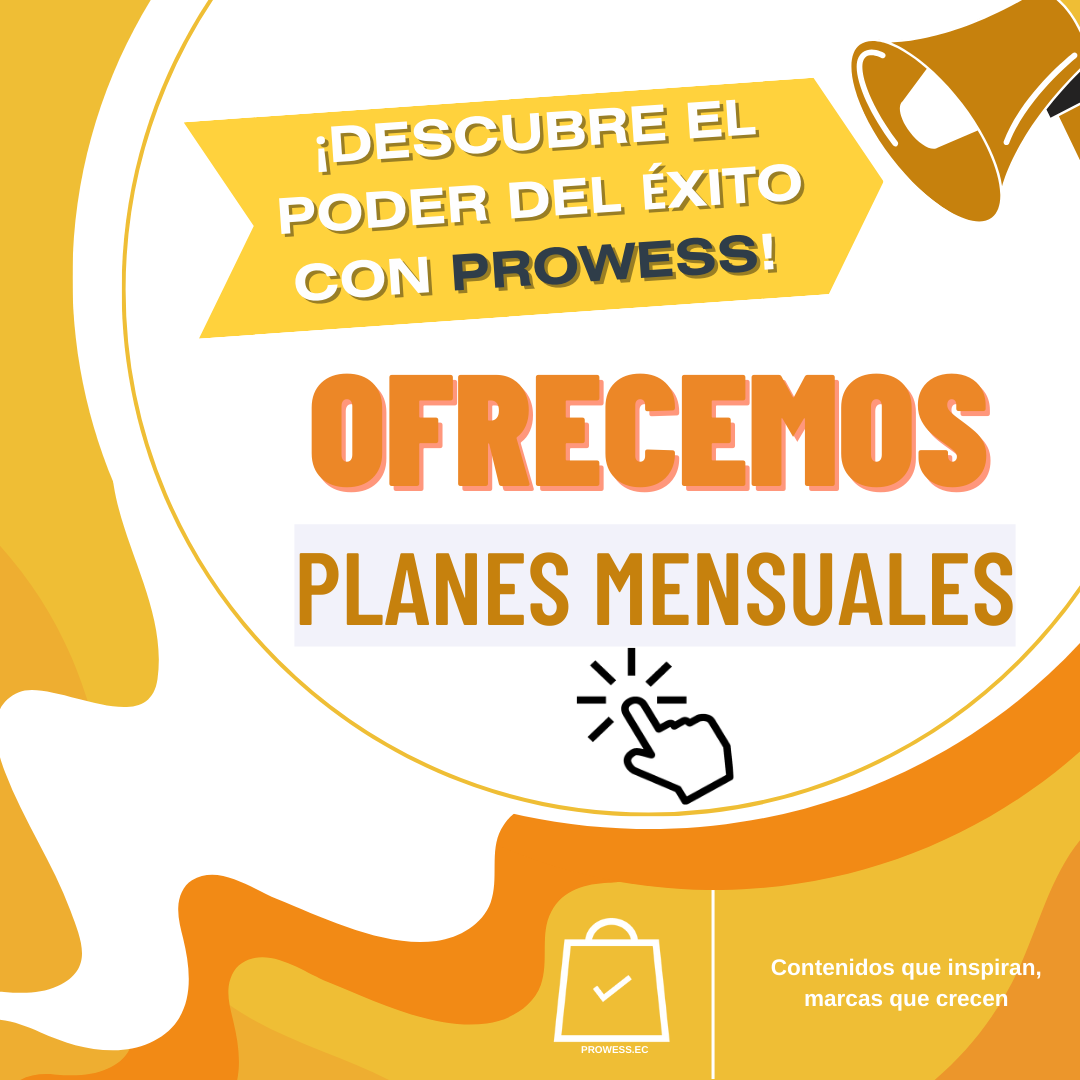 ¡DESCUBRE EL
PODER DEL ÉXITO
CON PROWESS!
OFRECEMOS
PLANES MENSUALES
PROWESS.EC
Contenidos que inspiran,
marcas que crecen